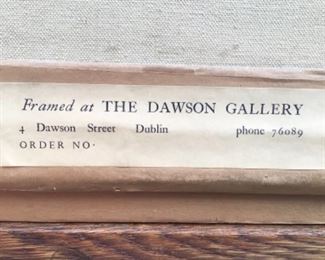 Framed at THE DAWSON GALLERY
4 Dawson Street Dublin phone 76089
ORDER NO·